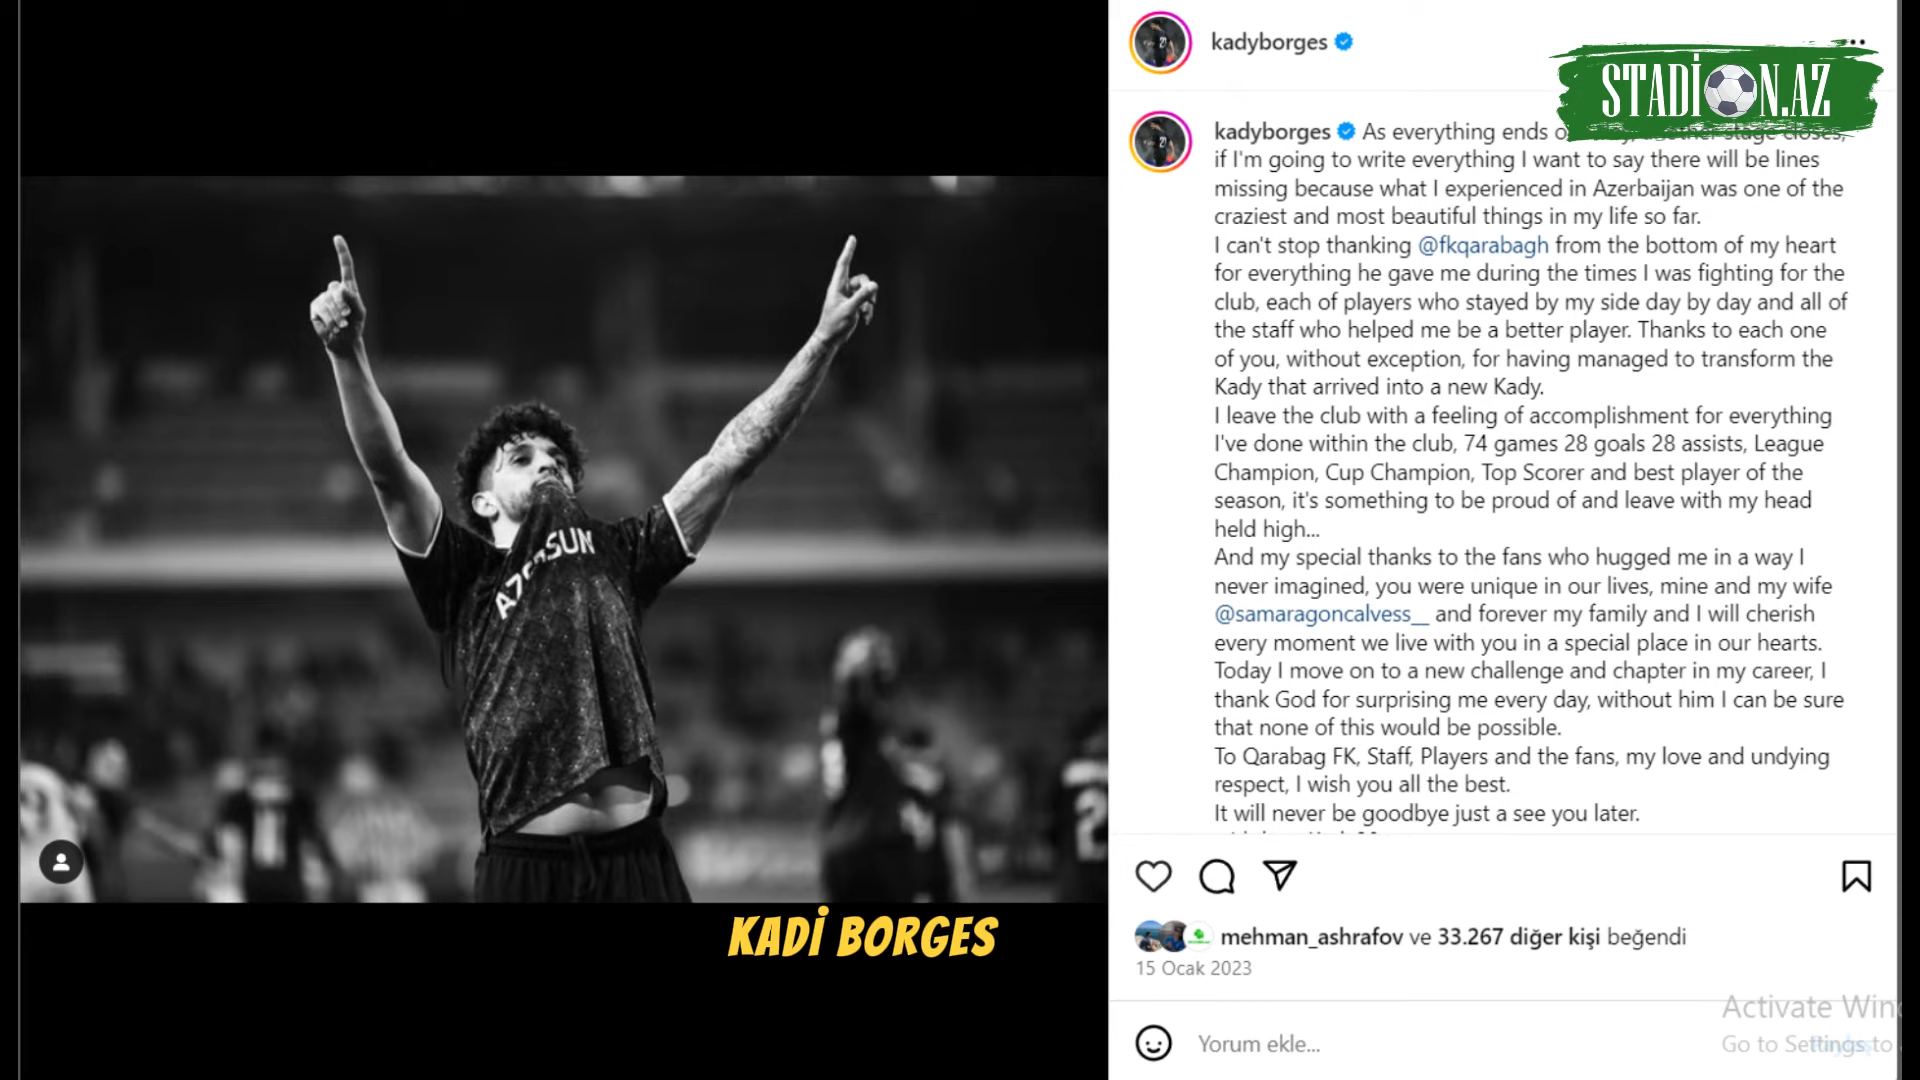 kadyborges
STADİON.AZ
kadyborges As everything ends closes,
if I'm going to write everything I want to say there will be lines
missing because what I experienced in Azerbaijan was one of the
craziest and most beautiful things in my life so far.
I can't stop thanking @fkqarabagh from the bottom of my heart
for everything he gave me during the times I was fighting for the
club, each of players who stayed by my side day by day and all of
the staff who helped me be a better player. Thanks to each one
of you, without exception, for having managed to transform the
Kady that arrived into a new Kady.
I leave the club with a feeling of accomplishment for everything
I've done within the club, 74 games 28 goals 28 assists, League
Champion, Cup Champion, Top Scorer and best player of the
season, it's something to be proud of and leave with my head
held high...
And my special thanks to the fans who hugged me in a way I
never imagined, you were unique in our lives, mine and my wife
@samaragoncalvess__ and forever my family and I will cherish
every moment we live with you in a special place in our hearts.
Today I move on to a new challenge and chapter in my career, I
thank God for surprising me every day, without him I can be sure
that none of this would be possible.
To Qarabag FK, Staff, Players and the fans, my love and undying
respect, I wish you all the best.
It will never be goodbye just a see you later.
AZERSUN
KADİ BORGES
mehman_ashrafov ve 33.267 diğer kişi beğendi
15 Ocak 2023
Yorum ekle...
Activate Win
Go to Settings to